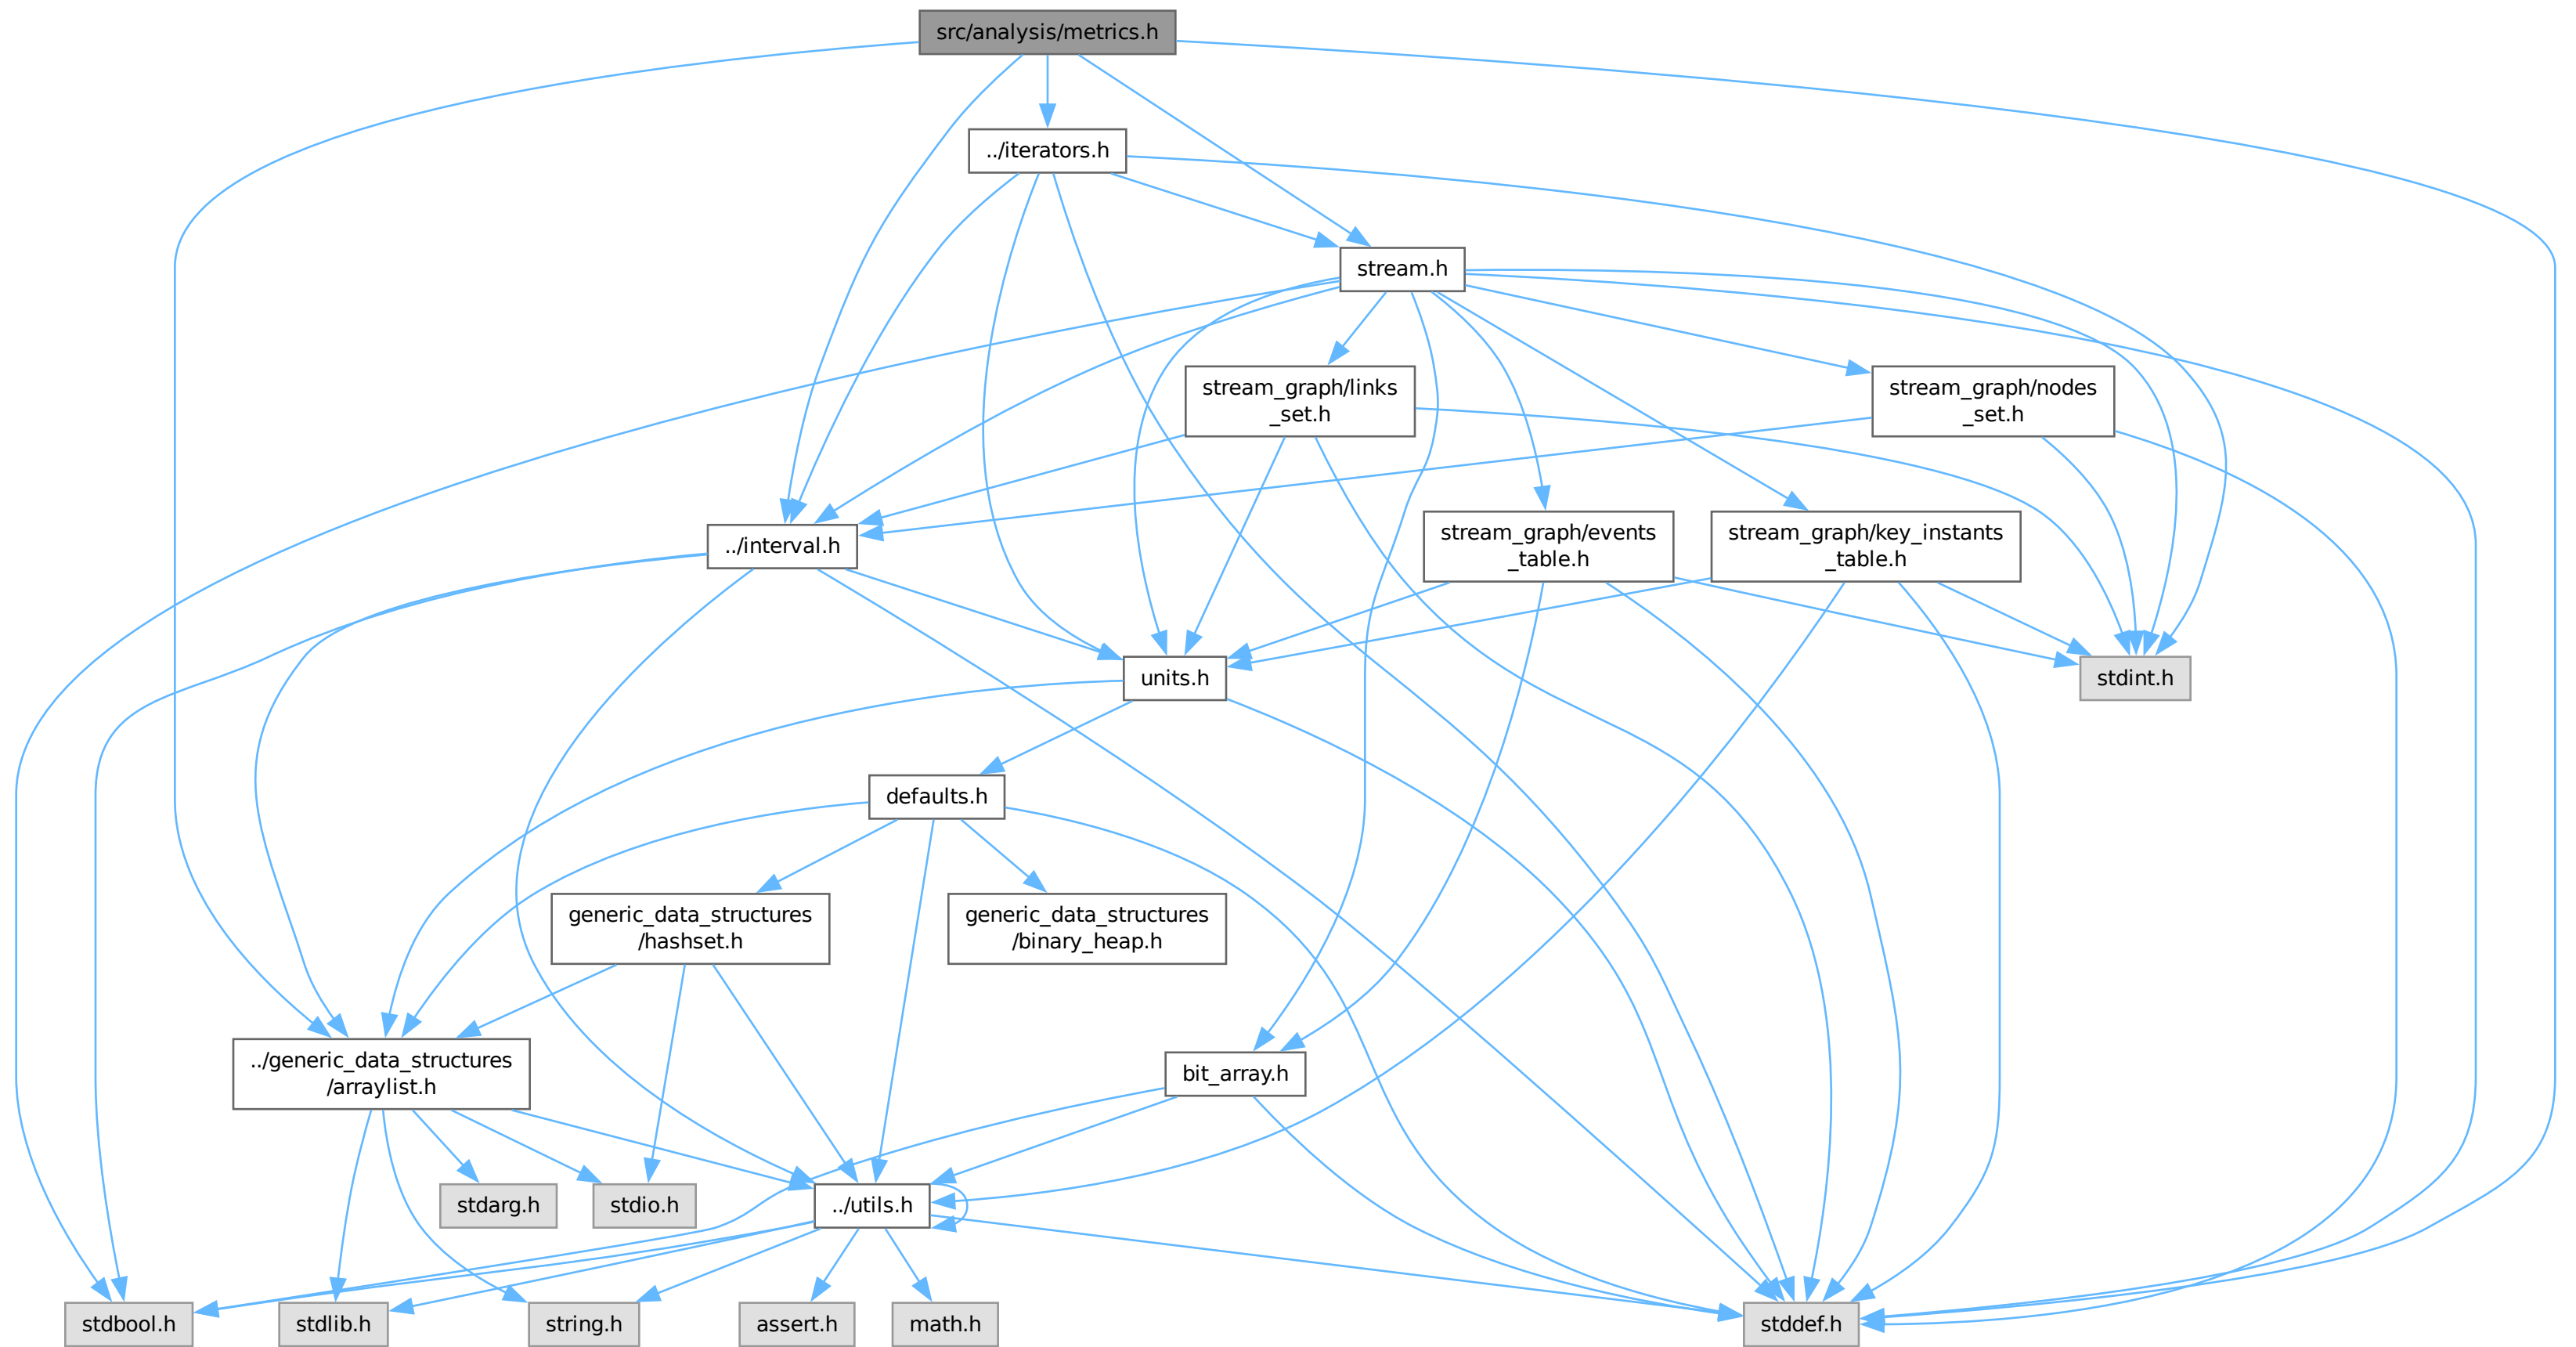 src/analysis/metrics.h
../iterators.h
stream.h
stream_graph/links
_set.h
stream_graph/nodes
_set.h
../interval.h
stream_graph/events
_table.h
stream_graph/key_instants
_table.h
units.h
stdint.h
defaults.h
generic_data_structures
/hashset.h
generic_data_structures
/binary_heap.h
../generic_data_structures
/arraylist.h
bit_array.h
stdarg.h
stdio.h
../utils.h
stdbool.h
stdlib.h
string.h
assert.h
math.h
stddef.h